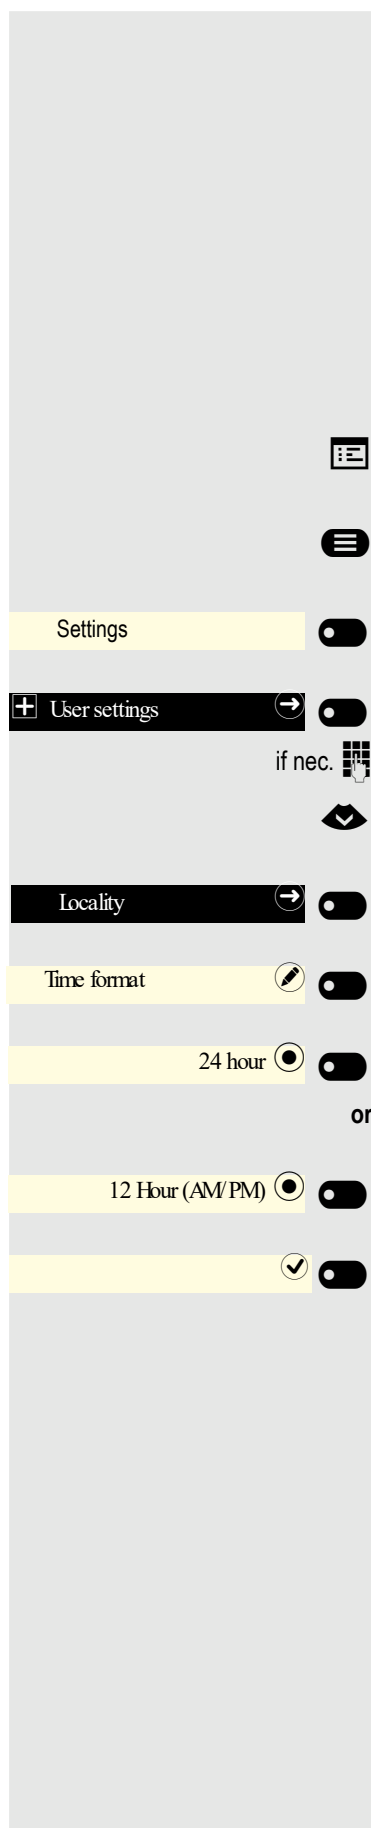 Settings
User settings
if nec.
Locality
Time format
24 hour
or
12 Hour (AM/PM)